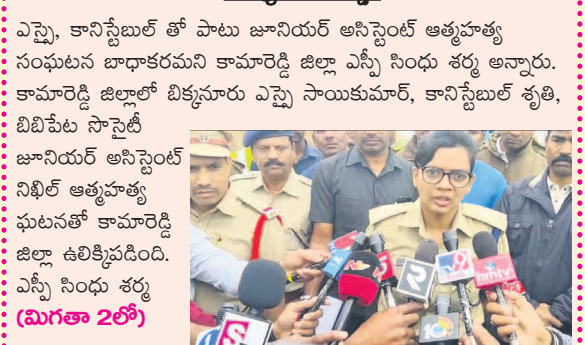 ఎస్సై, కానిస్టేబుల్ తో పాటు జూనియర్ అసిస్టెంట్ ఆత్మహత్య
సంఘటన బాధాకరమని కామారెడ్డి జిల్లా ఎస్పీ సింధు శర్మ అన్నారు.
కామారెడ్డి జిల్లాలో బిక్కనూరు ఎస్సై సాయికుమార్, కానిస్టేబుల్ శృతి,
బిబిపేట సొసైటీ
జూనియర్ అసిస్టెంట్
నిఖిల్ ఆత్మహత్య
ఘటనతో కామారెడ్డి
జిల్లా ఉలిక్కిపడింది.
ఎస్పీ సింధు శర్మ
(మిగతా 2లో)